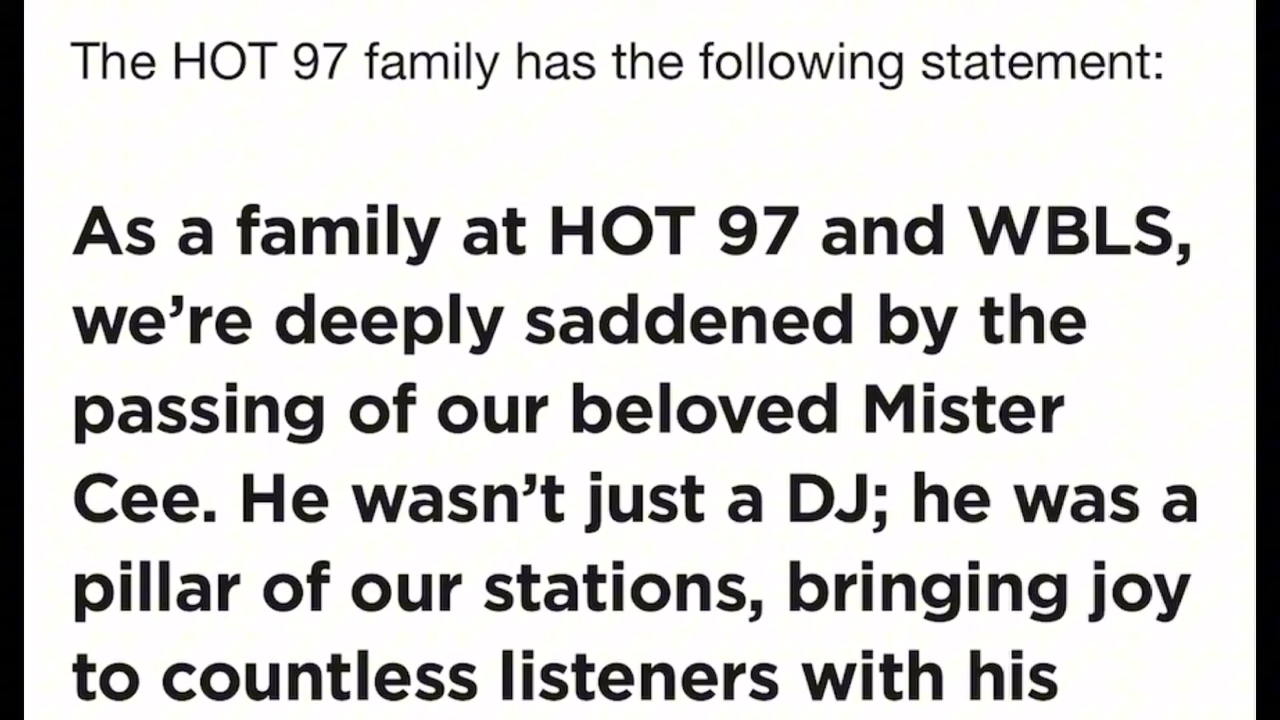 The HOT 97 family has the following statement:
As a family at HOT 97 and WBLS,
we’re deeply saddened by the
passing of our beloved Mister
Cee. He wasn’t just a DJ; he was a
pillar of our stations, bringing joy
to countless listeners with his